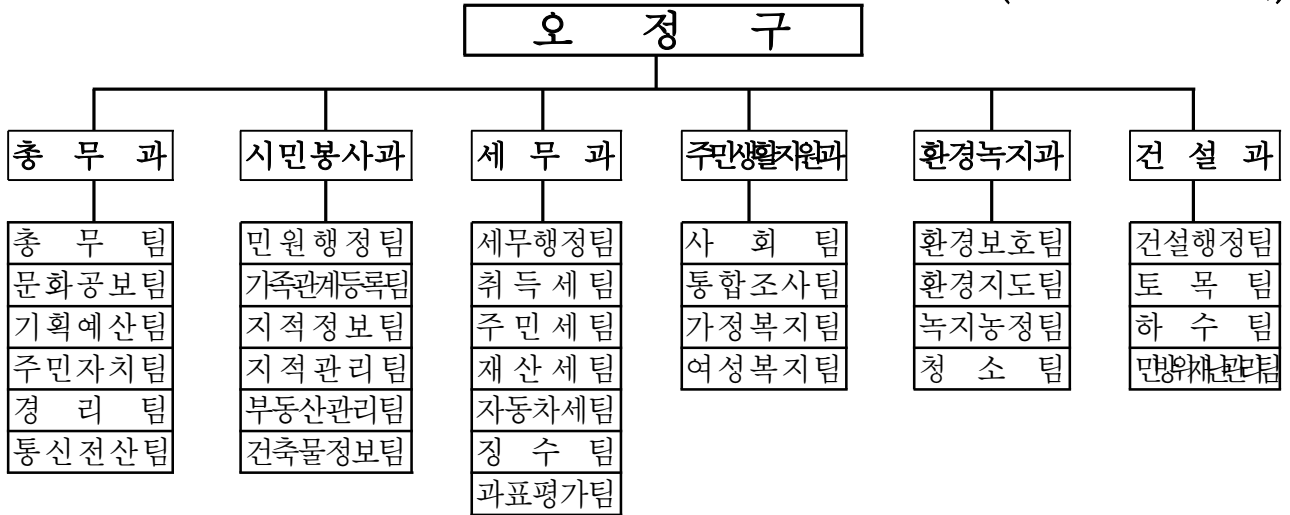 오 정 구
총 무 과
시민봉사과
세 무 과
주민생활지원과
환경녹지과
건 설 과
총 무 팀
문화공보팀
기획예산팀
주민자치팀
경 리 팀
통신전산팀
민원행정팀
가족관계등록팀
지적정보팀
지적관리팀
부동산관리팀
건축물정보팀
세무행정팀
취득세팀
주민세팀
재산세팀
자동차세팀
징 수 팀
과표평가팀
사 회 팀
통합조사팀
가정복지팀
여성복지팀
환경보호팀
환경지도팀
녹지농정팀
청 소 팀
건설행정팀
토 목 팀
하 수 팀
민방위재난관리팀